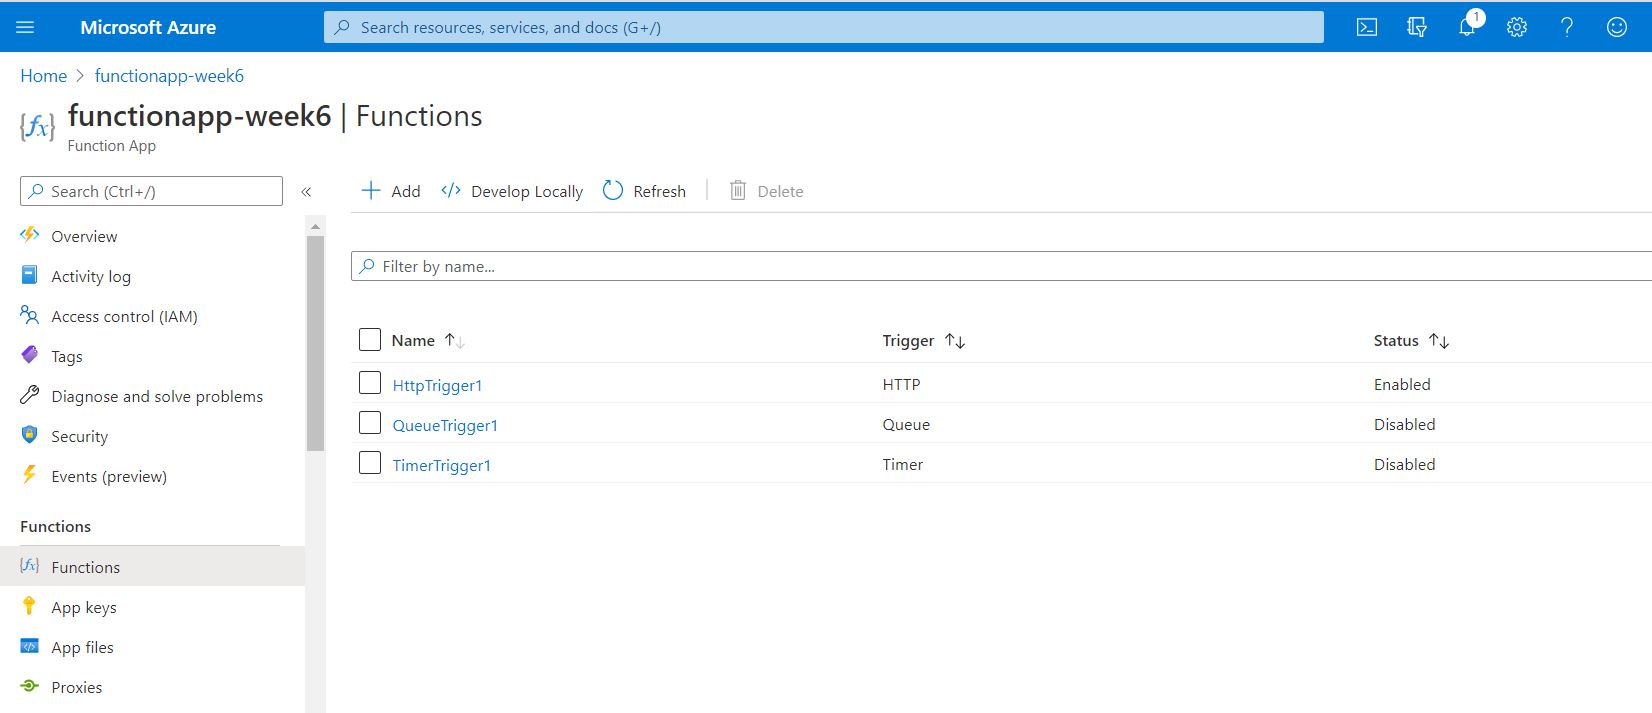 Microsoft Azure
Search resources, services, and docs (G+/)
1
Home > functionapp-week6
{fx}
functionapp-week6 | Functions
Function App
Search (Ctrl+/)
«
Add
</> Develop Locally
Refresh
Delete
Overview
Activity log
Access control (IAM)
Tags
Diagnose and solve problems
Security
Events (preview)
Functions
{fx} Functions
App keys
App files
Proxies
Filter by name...
Name ↑↓ Trigger ↑↓ Status ↑↓
HttpTrigger1 HTTP Enabled
QueueTrigger1 Queue Disabled
TimerTrigger1 Timer Disabled